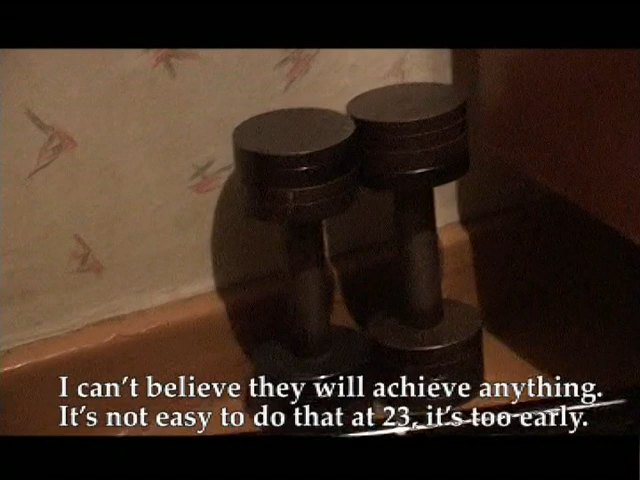 I can't believe they will achieve anything.
It's not easy to do that at 23, it's too early.